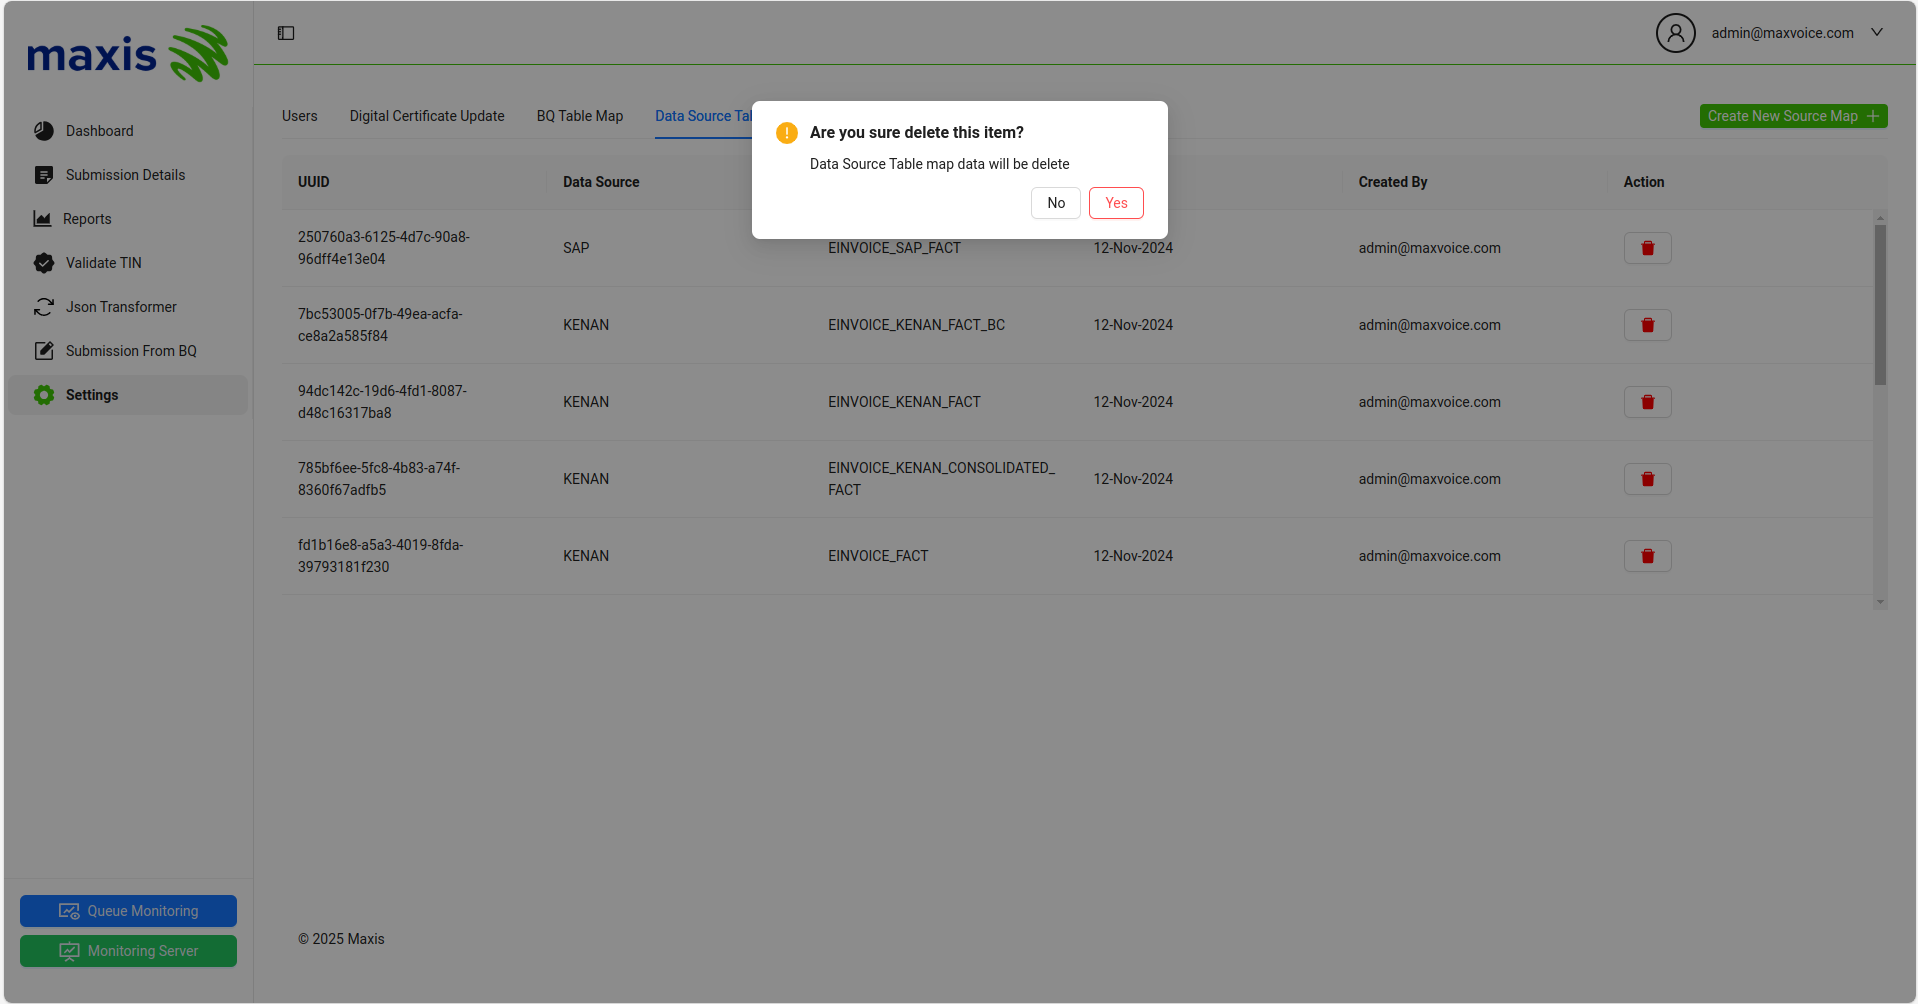 maxis
admin@maxvoice.com
Dashboard
Submission Details
Reports
Validate TIN
Json Transformer
Submission From BQ
Settings
Queue Monitoring
Monitoring Server
Users
Digital Certificate Update
BQ Table Map
Data Source
Create New Source Map
Are you sure delete this item?
Data Source Table map data will be delete
No
Yes
UUID
Data Source
Created By
Action
250760a3-6125-4d7c-90a8-
96dff4e13e04
SAP
EINVOICE_SAP_FACT
12-Nov-2024
admin@maxvoice.com
7bc53005-0f7b-49ea-acfa-
ce8a2a585f84
KENAN
EINVOICE_KENAN_FACT_BC
12-Nov-2024
admin@maxvoice.com
94dc142c-19d6-4fd1-8087-
d48c16317ba8
KENAN
EINVOICE_KENAN_FACT
12-Nov-2024
admin@maxvoice.com
785bf6ee-5fc8-4b83-a74f-
8360f67adfb5
KENAN
EINVOICE_KENAN_CONSOLIDATED_
FACT
12-Nov-2024
admin@maxvoice.com
fd1b16e8-a5a3-4019-8fda-
39793181f230
KENAN
EINVOICE_FACT
12-Nov-2024
admin@maxvoice.com
© 2025 Maxis